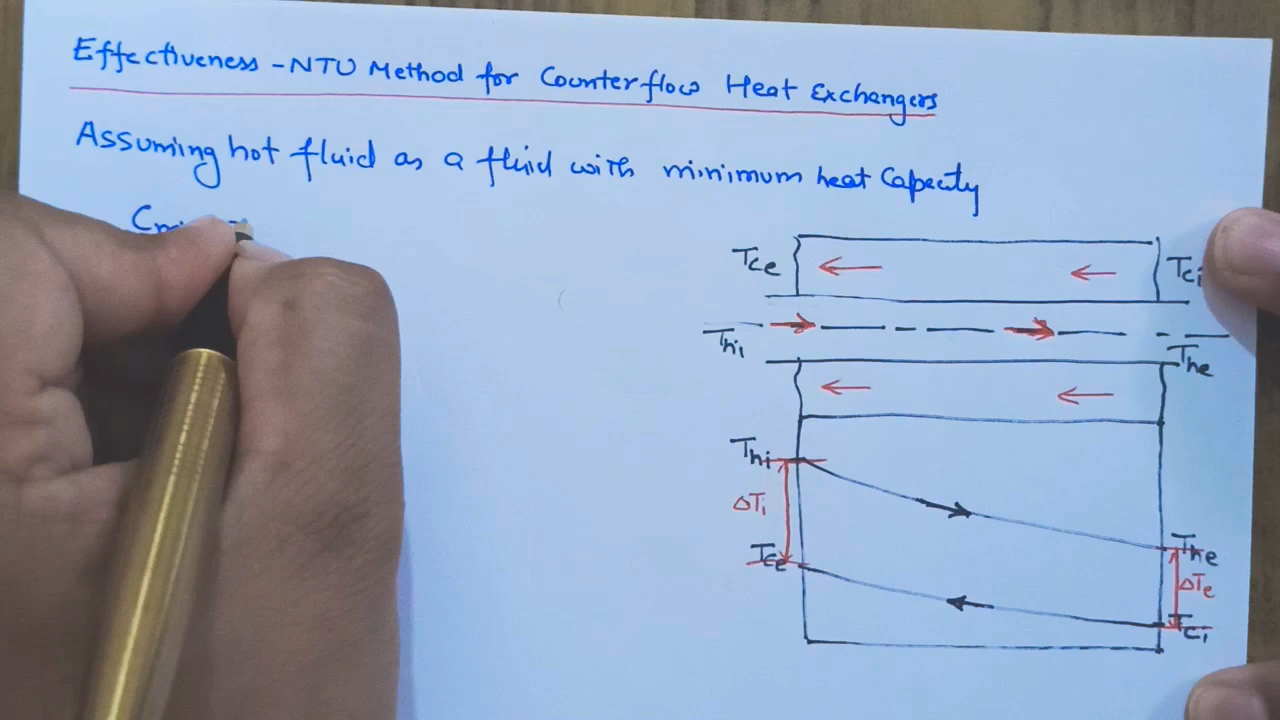 Effectiveness - NTU Method for Counterflow Heat Exchangers
Assuming hot fluid as a fluid with minimum heat Capacity
Tce
Tci
Thi
The
Thi
ΔTi
Tce
The
ΔTe
Tci